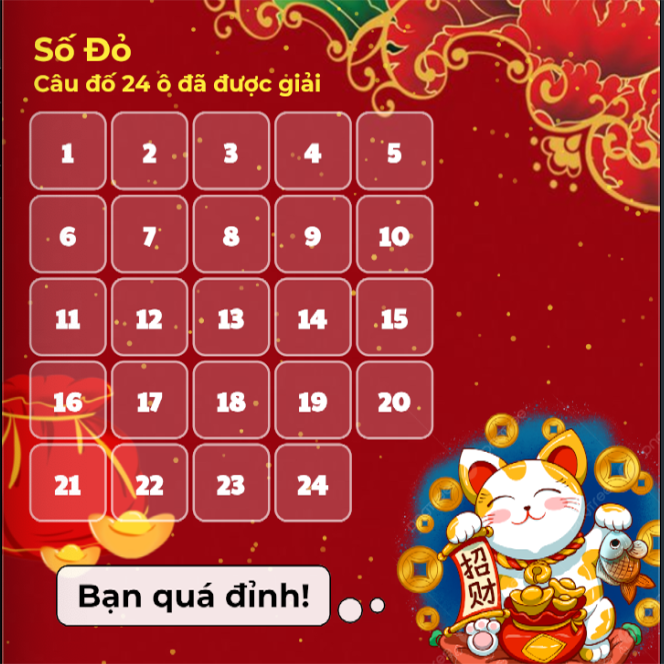 Số Đỏ
Câu đố 24 ô đã được giải
1 2 3 4 5
6 7 8 9 10
11 12 13 14 15
16 17 18 19 20
21 22 23 24
招财
Bạn quá đỉnh!